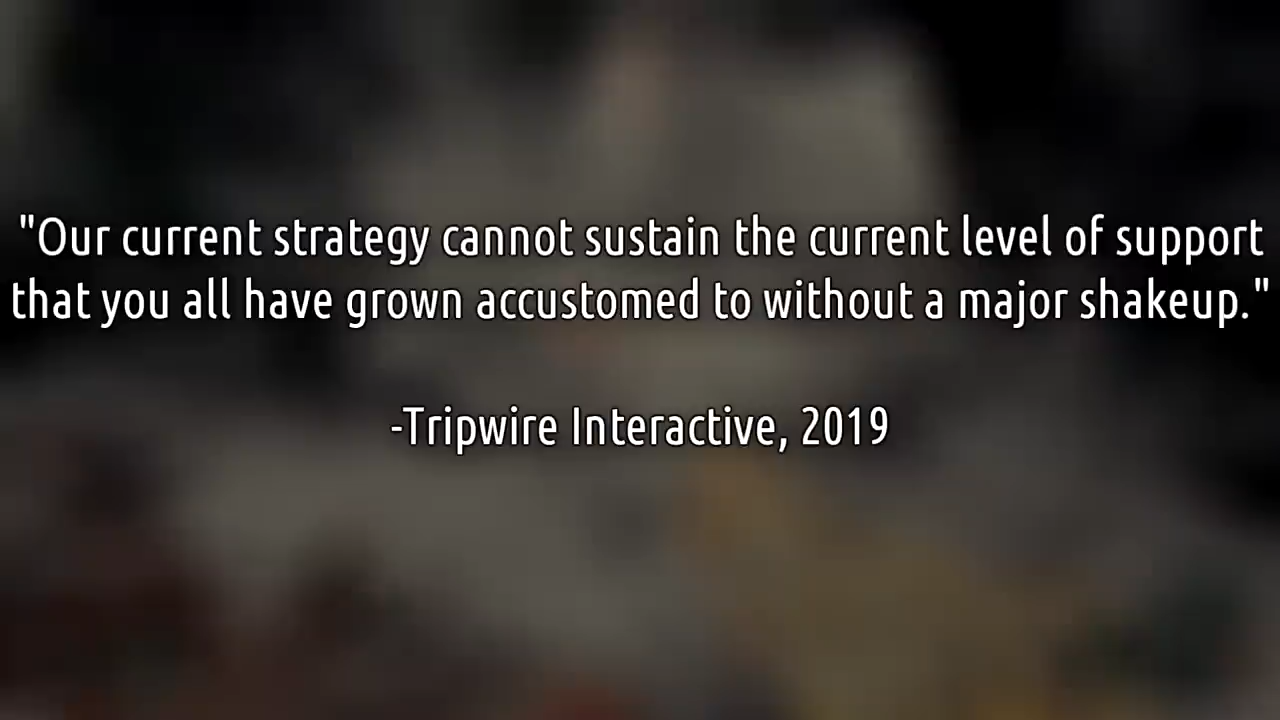 "Our current strategy cannot sustain the current level of support
that you all have grown accustomed to without a major shakeup."
-Tripwire Interactive, 2019